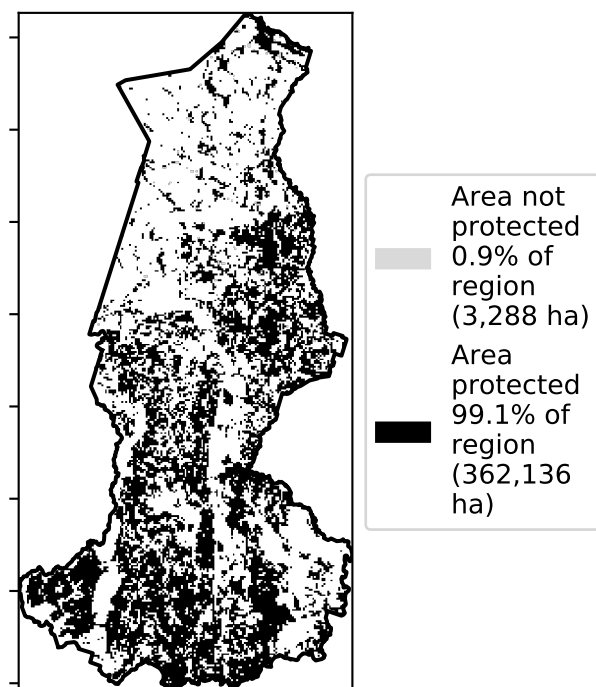 Area not
protected
0.9% of
region
(3,288 ha)
Area
protected
99.1% of
region
(362,136
ha)